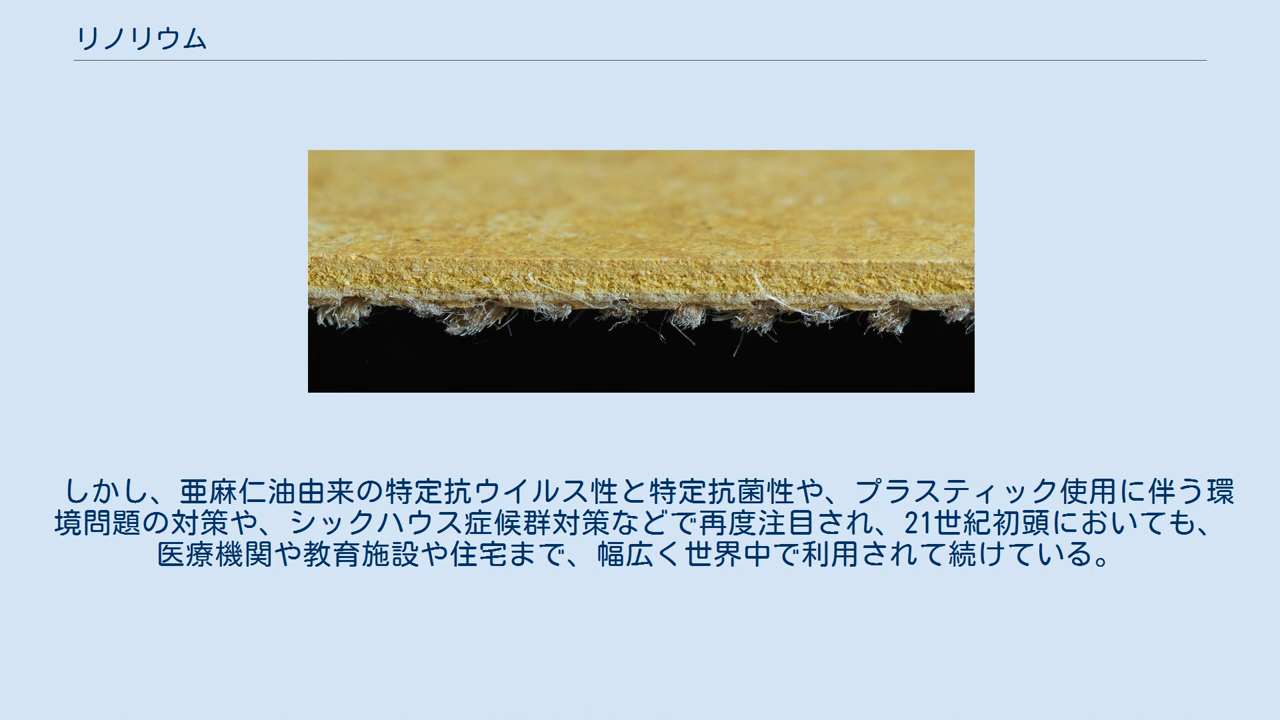 リノリウム
しかし、亜麻仁油由来の特定抗ウイルス性と特定抗菌性や、プラスティック使用に伴う環
境問題の対策や、シックハウス症候群対策などで再度注目され、21世紀初頭においても、
医療機関や教育施設や住宅まで、幅広く世界中で利用されて続けている。